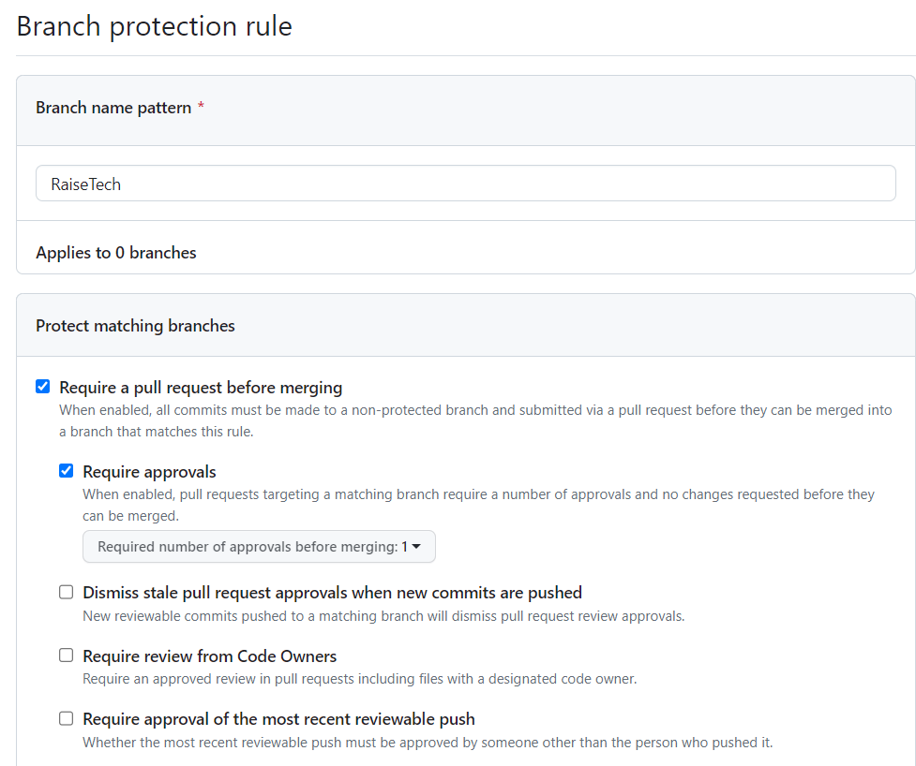 Branch protection rule
Branch name pattern *
RaiseTech
Applies to 0 branches
Protect matching branches
Require a pull request before merging
When enabled, all commits must be made to a non-protected branch and submitted via a pull request before they can be merged into
a branch that matches this rule.
Require approvals
When enabled, pull requests targeting a matching branch require a number of approvals and no changes requested before they
can be merged.
Required number of approvals before merging: 1
Dismiss stale pull request approvals when new commits are pushed
New reviewable commits pushed to a matching branch will dismiss pull request review approvals.
Require review from Code Owners
Require an approved review in pull requests including files with a designated code owner.
Require approval of the most recent reviewable push
Whether the most recent reviewable push must be approved by someone other than the person who pushed it.